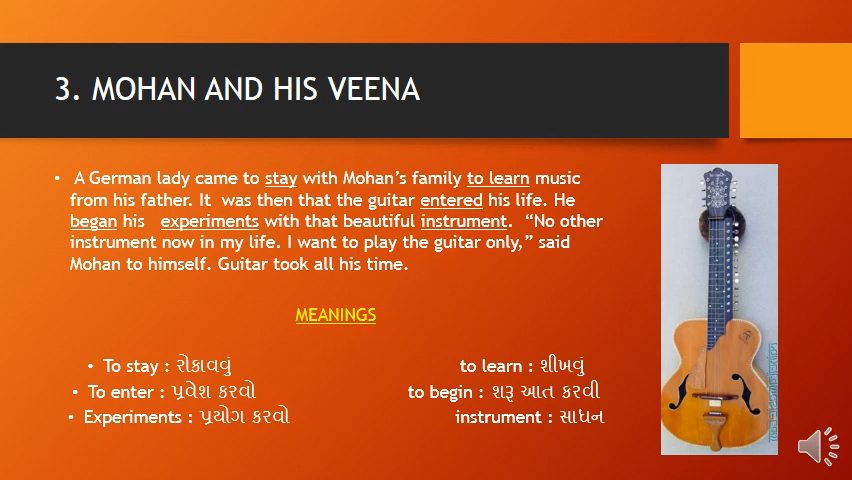 3. MOHAN AND HIS VEENA
• A German lady came to stay with Mohan's family to learn music
from his father. It was then that the guitar entered his life. He
began his experiments with that beautiful instrument. “No other
instrument now in my life. I want to play the guitar only,” said
Mohan to himself. Guitar took all his time.
MEANINGS
• To stay : રોકાવવું to learn : શીખવું
• To enter : પ્રવેશ કરવો to begin : શરૂ આત કરવી
• Experiments : પ્રયોગ કરવો instrument : સાધન